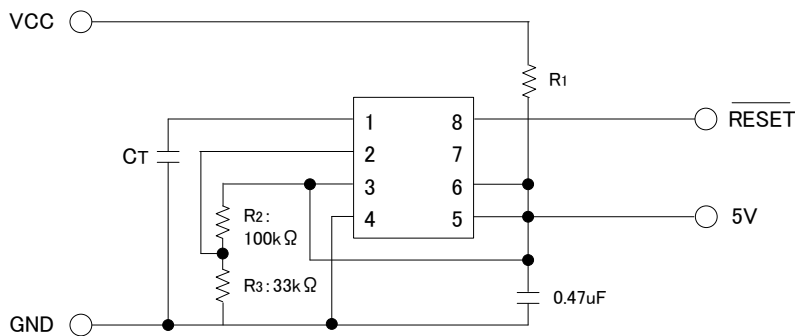 VCC
R1
1 8
RESET
CT
2 7
3 6
R2:
100kΩ
4 5
5V
R3:33kΩ
0.47uF
GND